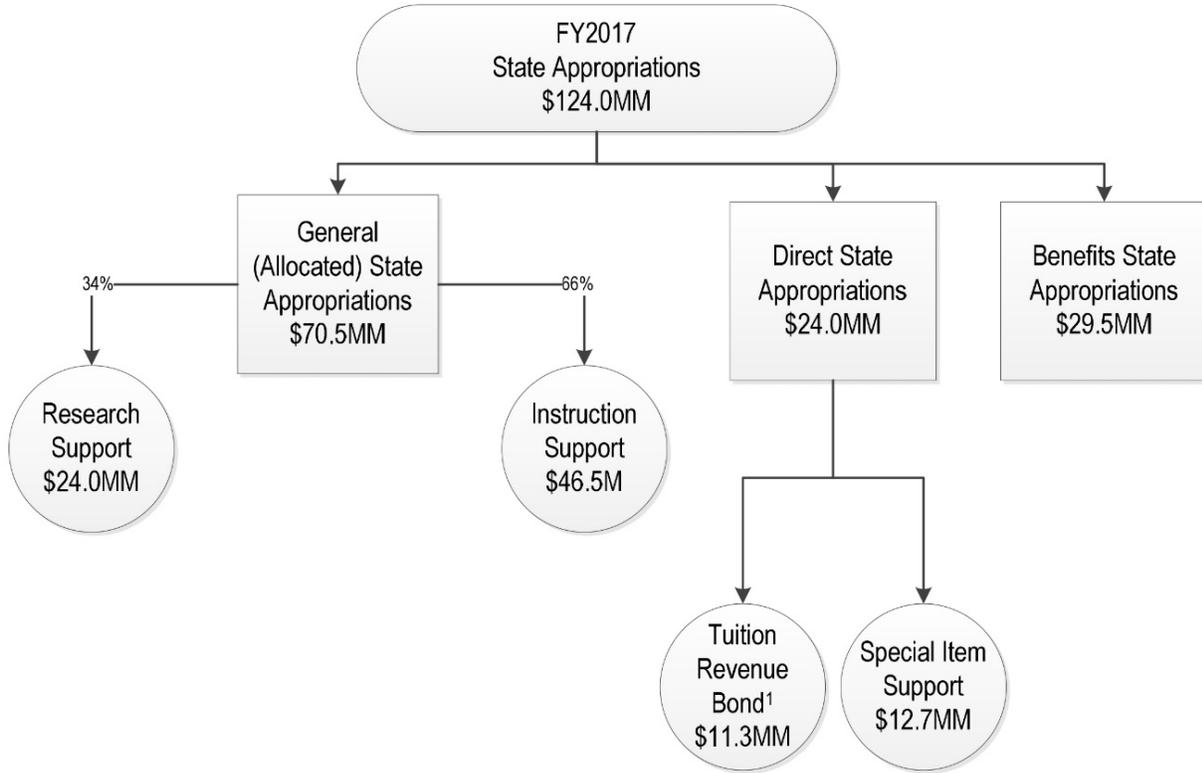 FY2017
State Appropriations
$124.0MM
General
(Allocated) State
Appropriations
$70.5MM
Direct State
Appropriations
$24.0MM
Benefits State
Appropriations
$29.5MM
34%
66%
Research
Support
$24.0MM
Instruction
Support
$46.5M
Tuition
Revenue
Bond¹
$11.3MM
Special Item
Support
$12.7MM